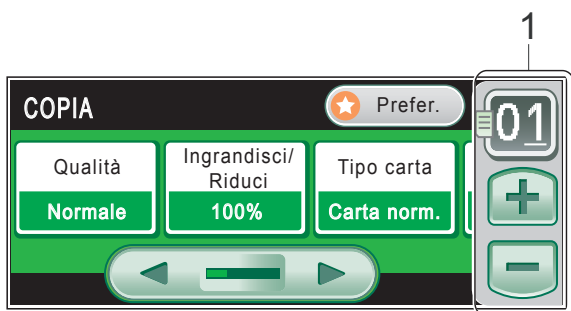 1
COPIA
Prefer.
01
Qualità
Normale
Ingrandisci/
Riduci
100%
Tipo carta
Carta norm.
+
-